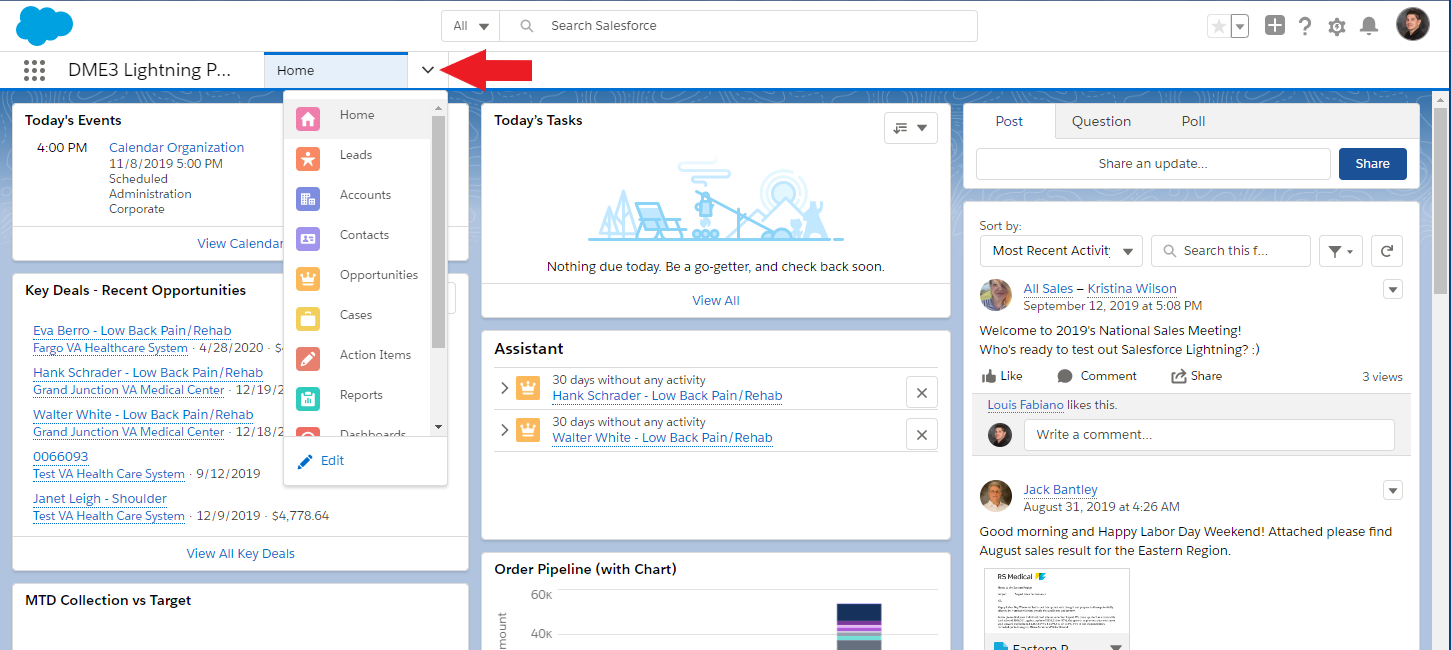 All
Search Salesforce
DME3 Lightning P...
Home
Home
Leads
Accounts
Contacts
Opportunities
Cases
Action Items
Reports
Dashboards
Edit
Today's Events
4:00 PM
Calendar Organization
11/8/2019 5:00 PM
Scheduled
Administration
Corporate
View Calendar
Key Deals - Recent Opportunities
Eva Berro - Low Back Pain/Rehab
Fargo VA Healthcare System · 4/28/2020 ·
Hank Schrader - Low Back Pain/Rehab
Grand Junction VA Medical Center · 12/19/2
Walter White - Low Back Pain/Rehab
Grand Junction VA Medical Center · 12/18/2
0066093
Test VA Health Care System · 9/12/2019
Janet Leigh - Shoulder
Test VA Health Care System · 12/9/2019 · $4,778.64
View All Key Deals
MTD Collection vs Target
Today's Tasks
Nothing due today. Be a go-getter, and check back soon.
View All
Assistant
30 days without any activity
Hank Schrader - Low Back Pain/Rehab
30 days without any activity
Walter White - Low Back Pain/Rehab
Order Pipeline (with Chart)
60K
40K
mount
Post
Question
Poll
Share an update...
Share
Sort by:
Most Recent Activity
Search this f...
All Sales – Kristina Wilson
September 12, 2019 at 5:08 PM
Welcome to 2019's National Sales Meeting!
Who's ready to test out Salesforce Lightning? :)
Like
Comment
Share
3 views
Louis Fabiano likes this.
Write a comment...
Jack Bantley
August 31, 2019 at 4:26 AM
Good morning and Happy Labor Day Weekend! Attached please find
August sales result for the Eastern Region.
RS Medical
Eastern R